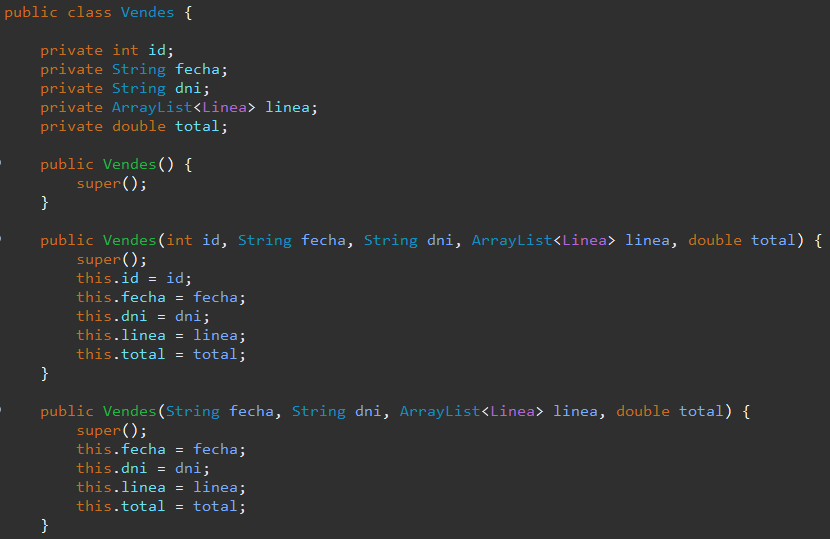 public class Vendes {
private int id;
private String fecha;
private String dni;
private ArrayList<Linea> linea;
private double total;
public Vendes() {
super();
}
public Vendes(int id, String fecha, String dni, ArrayList<Linea> linea, double total) {
super();
this.id = id;
this.fecha = fecha;
this.dni = dni;
this.linea = linea;
this.total = total;
}
public Vendes(String fecha, String dni, ArrayList<Linea> linea, double total) {
super();
this.fecha = fecha;
this.dni = dni;
this.linea = linea;
this.total = total;
}